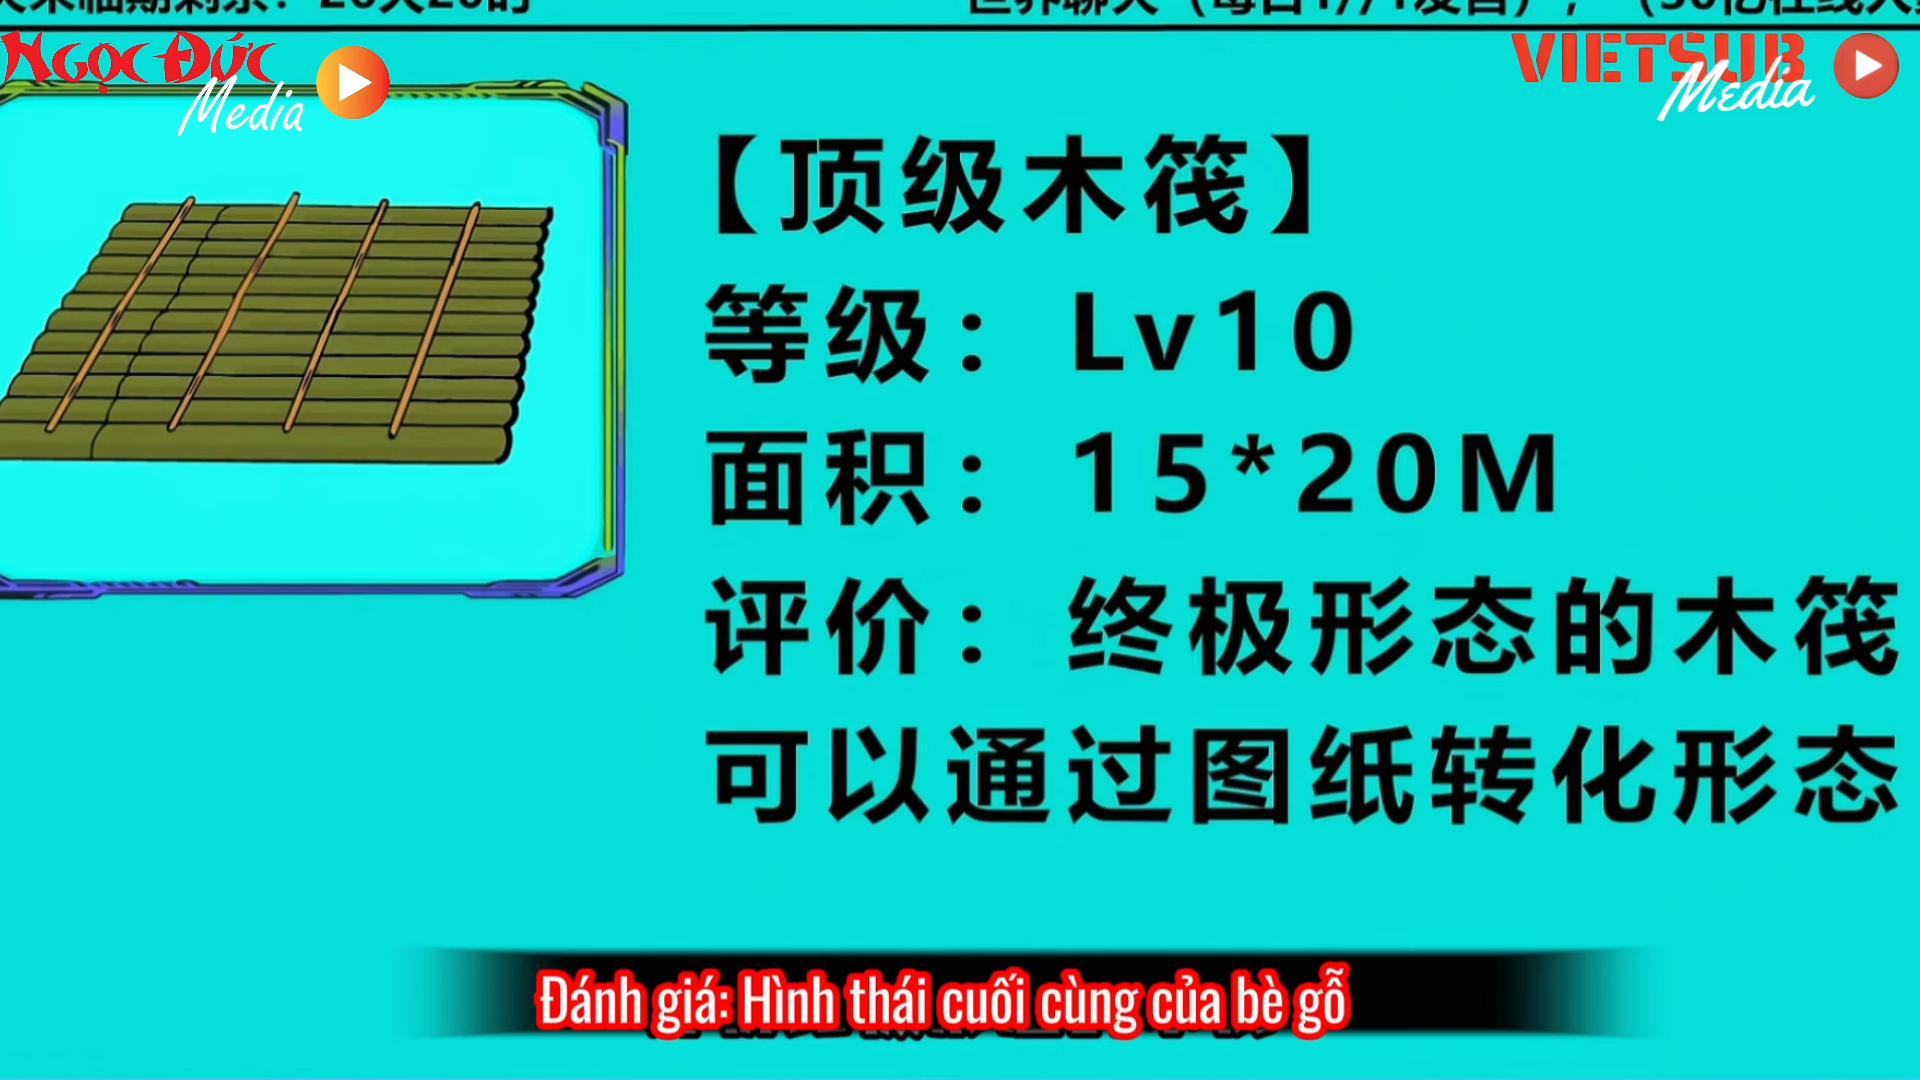 NGỌC ĐỨC
Media
VIETSUB
Media
【顶级木筏】
等级：Lv10
面积：15*20M
评价：终极形态的木筏
可以通过图纸转化形态
Đánh giá: Hình thái cuối cùng của bè gỗ